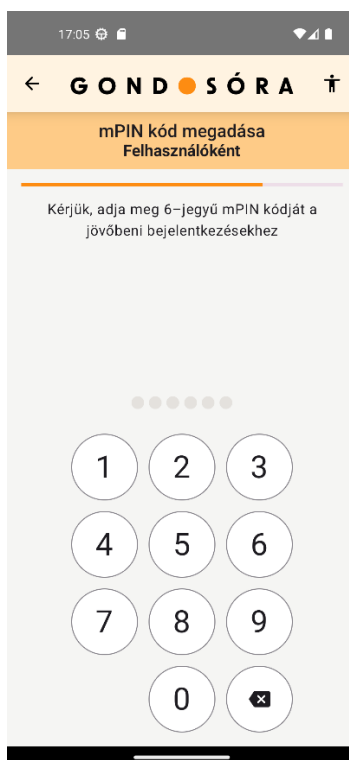 17:05
GONDOSÓRA
mPIN kód megadása
Felhasználóként
Kérjük, adja meg 6-jegyű mPIN kódját a
jövőbeni bejelentkezésekhez
1 2 3
4 5 6
7 8 9
0